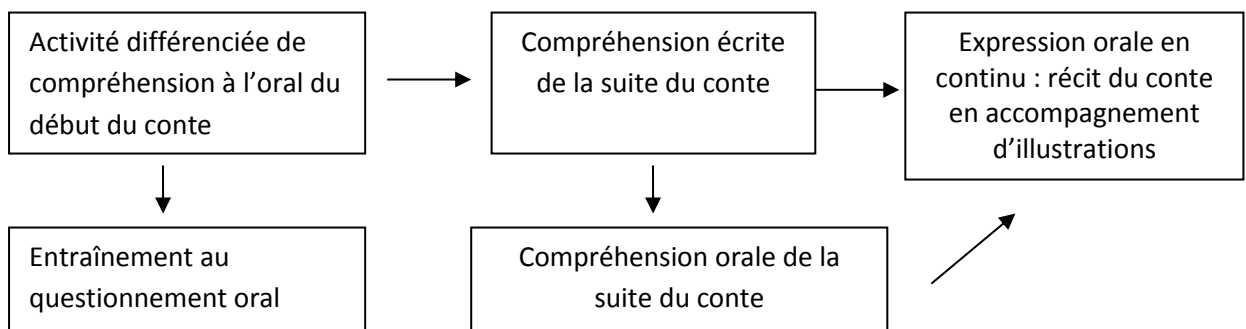 Activité différenciée de
compréhension à l’oral du
début du conte
Compréhension écrite
de la suite du conte
Expression orale en
continu : récit du conte
en accompagnement
d’illustrations
Entraînement au
questionnement oral
Compréhension orale de la
suite du conte